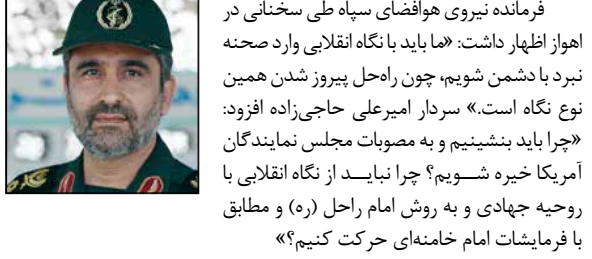 فرمانده نیروی هوافضای سپاه طی سخنانی در
اهواز اظهار داشت: «ما باید با نگاه انقلابی وارد صحنه
نبرد با دشمن شویم، چون راه‌حل پیروز شدن همین
نوع نگاه است.» سردار امیرعلی حاجی‌زاده افزود:
«چرا باید بنشینیم و به مصوبات مجلس نمایندگان
آمریکا خیره شــویم؟ چرا نبایــد از نگاه انقلابی با
روحیه جهادی و به روش امام راحل (ره) و مطابق
با فرمایشات امام خامنه‌ای حرکت کنیم؟»